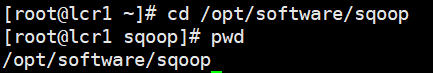 [root@lcr1 ~]# cd /opt/software/sqoop
[root@lcr1 sqoop]# pwd
/opt/software/sqoop